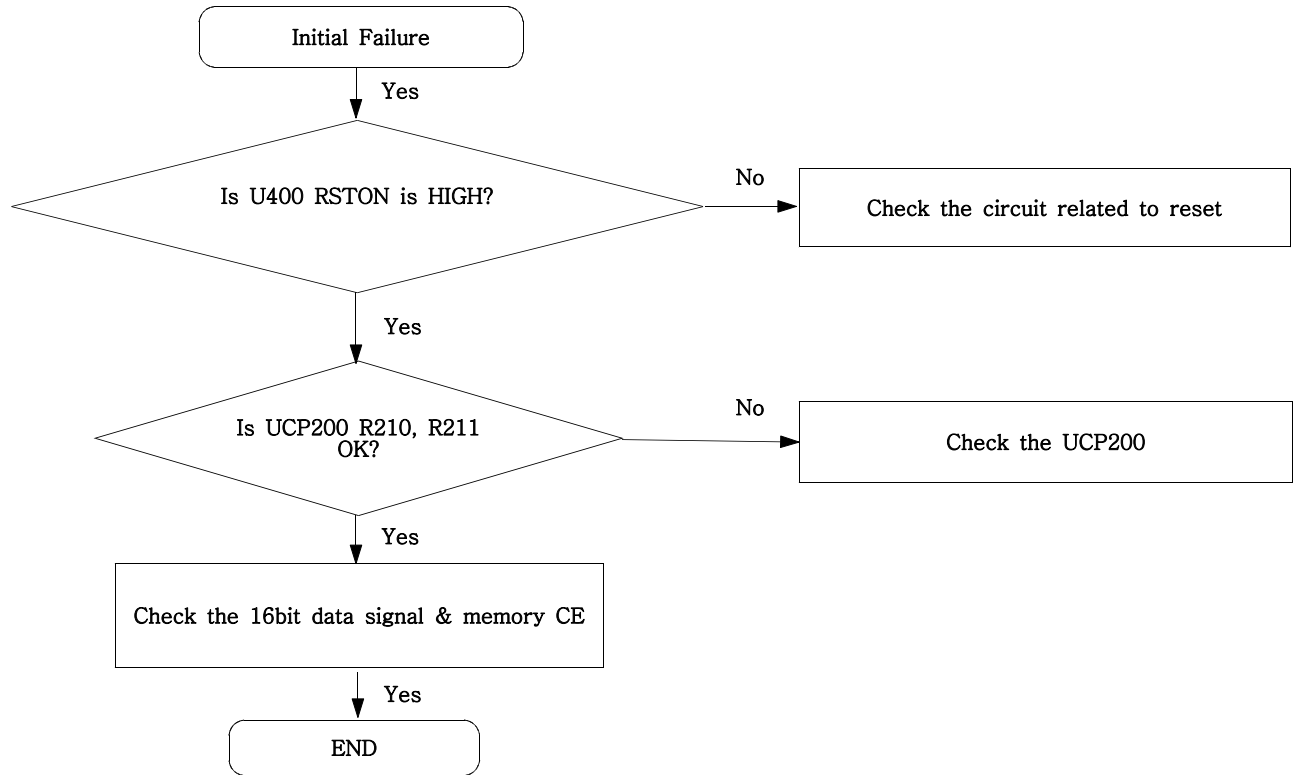 Initial Failure
Yes
Is U400 RSTON is HIGH?
No
Check the circuit related to reset
Yes
Is UCP200 R210, R211
OK?
No
Check the UCP200
Yes
Check the 16bit data signal & memory CE
Yes
END